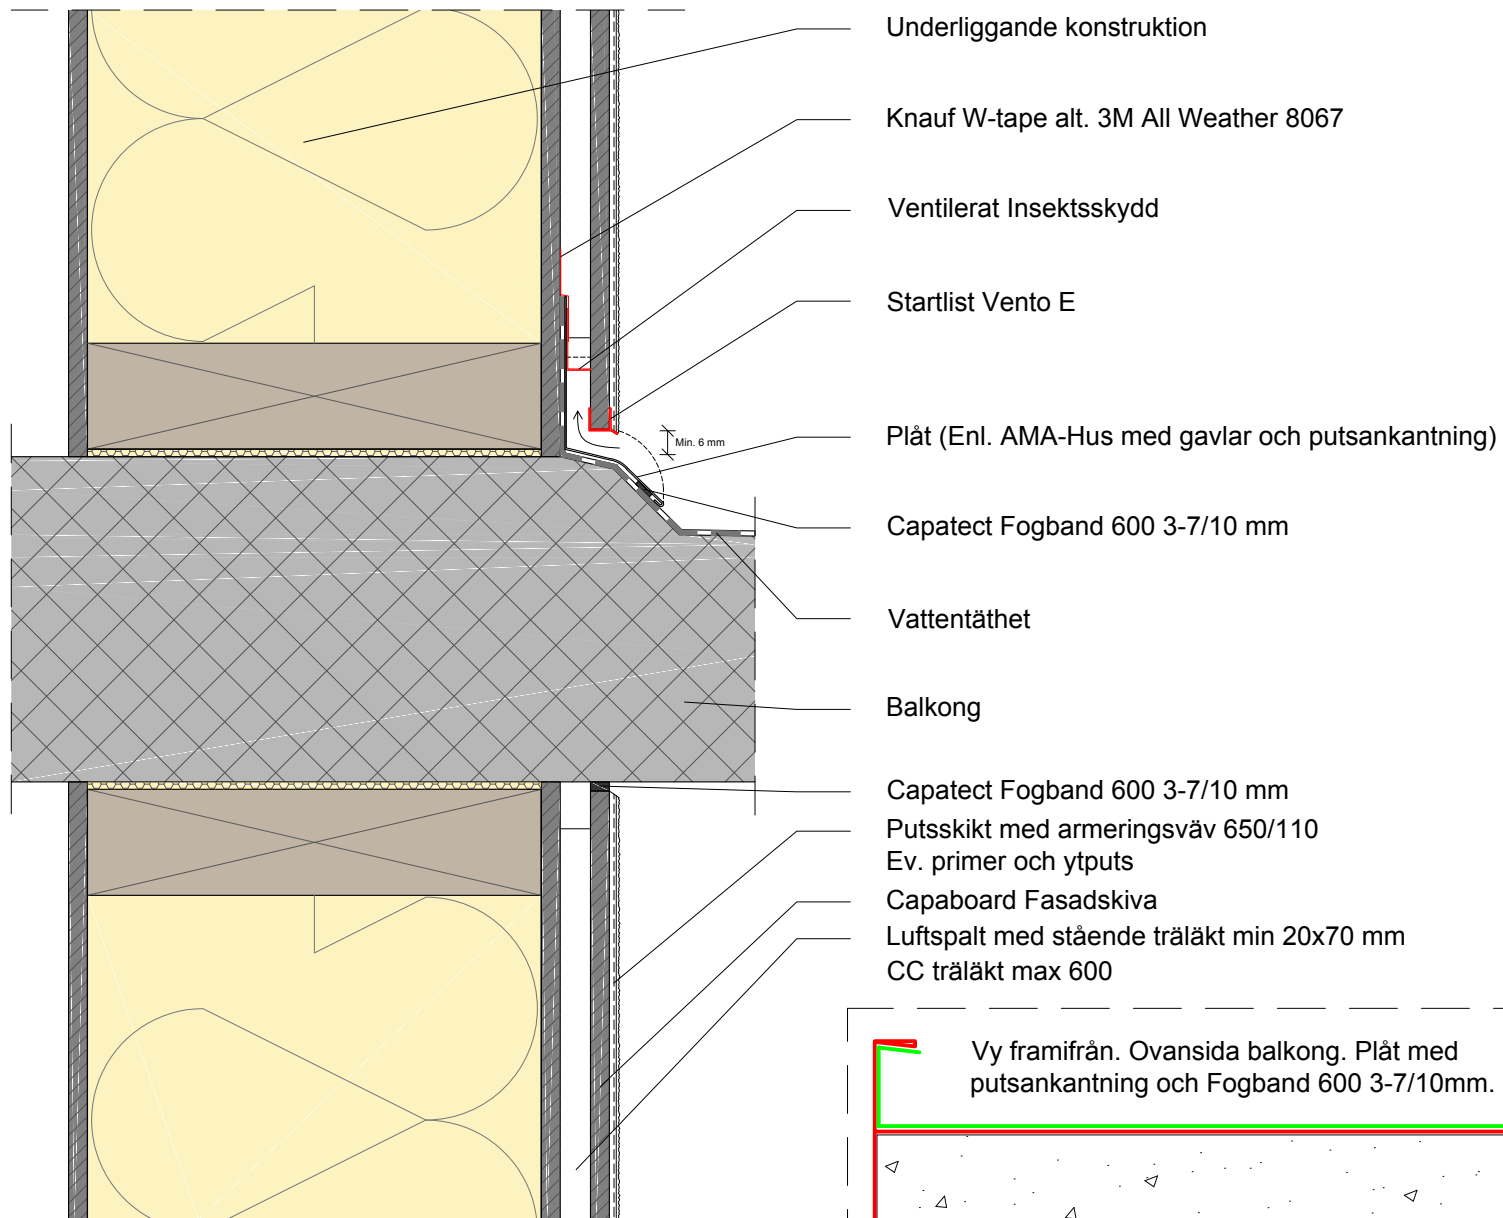 Underliggande konstruktion
Knauf W-tape alt. 3M All Weather 8067
Ventilerat Insektsskydd
Startlist Vento E
Min. 6 mm
Plåt (Enl. AMA-Hus med gavlar och putsankantning)
Capatect Fogband 600 3-7/10 mm
Vattentäthet
Balkong
Capatect Fogband 600 3-7/10 mm
Putsskikt med armeringsväv 650/110
Ev. primer och ytputs
Capaboard Fasadskiva
Luftspalt med stående träläkt min 20x70 mm
CC träläkt max 600
Vy framifrån. Ovansida balkong. Plåt med
putsankantning och Fogband 600 3-7/10mm.